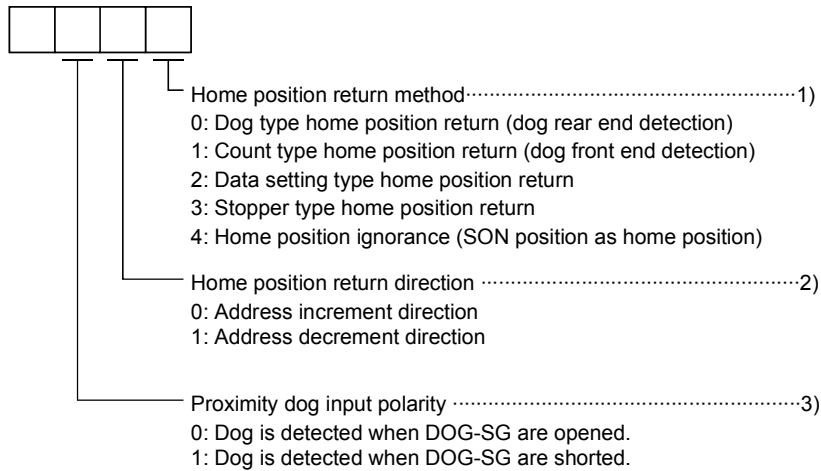 Home position return method·····················································1)
0: Dog type home position return (dog rear end detection)
1: Count type home position return (dog front end detection)
2: Data setting type home position return
3: Stopper type home position return
4: Home position ignorance (SON position as home position)
Home position return direction ···················································2)
0: Address increment direction
1: Address decrement direction
Proximity dog input polarity ························································3)
0: Dog is detected when DOG-SG are opened.
1: Dog is detected when DOG-SG are shorted.